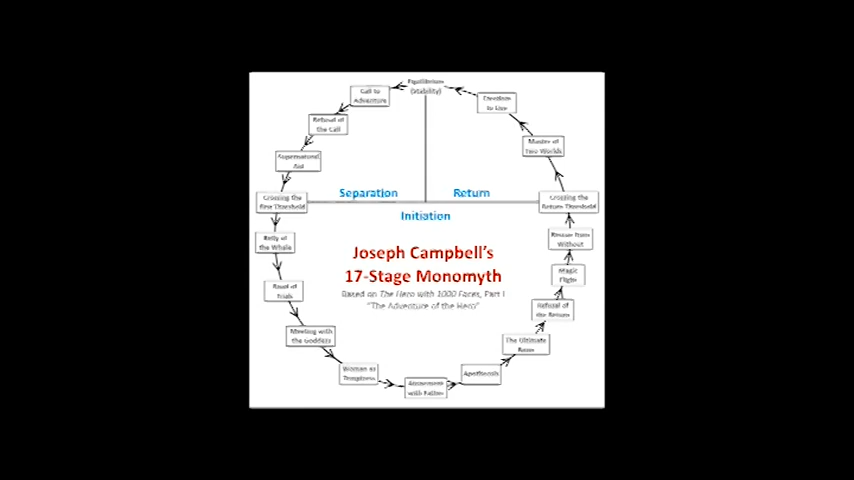 Equilibrium
(Stability)
Call to
Adventure
Refusal of
the Call
Supernatural
Aid
Crossing the
First Threshold
Belly of
the Whale
Road of
Trials
Meeting with
the Goddess
Woman as
Temptress
Atonement
with Father
Apotheosis
The Ultimate
Boon
Refusal of
the Return
Magic
Flight
Rescue from
Without
Crossing the
Return Threshold
Master of
Two Worlds
Freedom
to Live
Separation
Return
Initiation
Joseph Campbell's
17-Stage Monomyth
Based on The Hero with 1000 Faces, Part I
"The Adventure of the Hero"